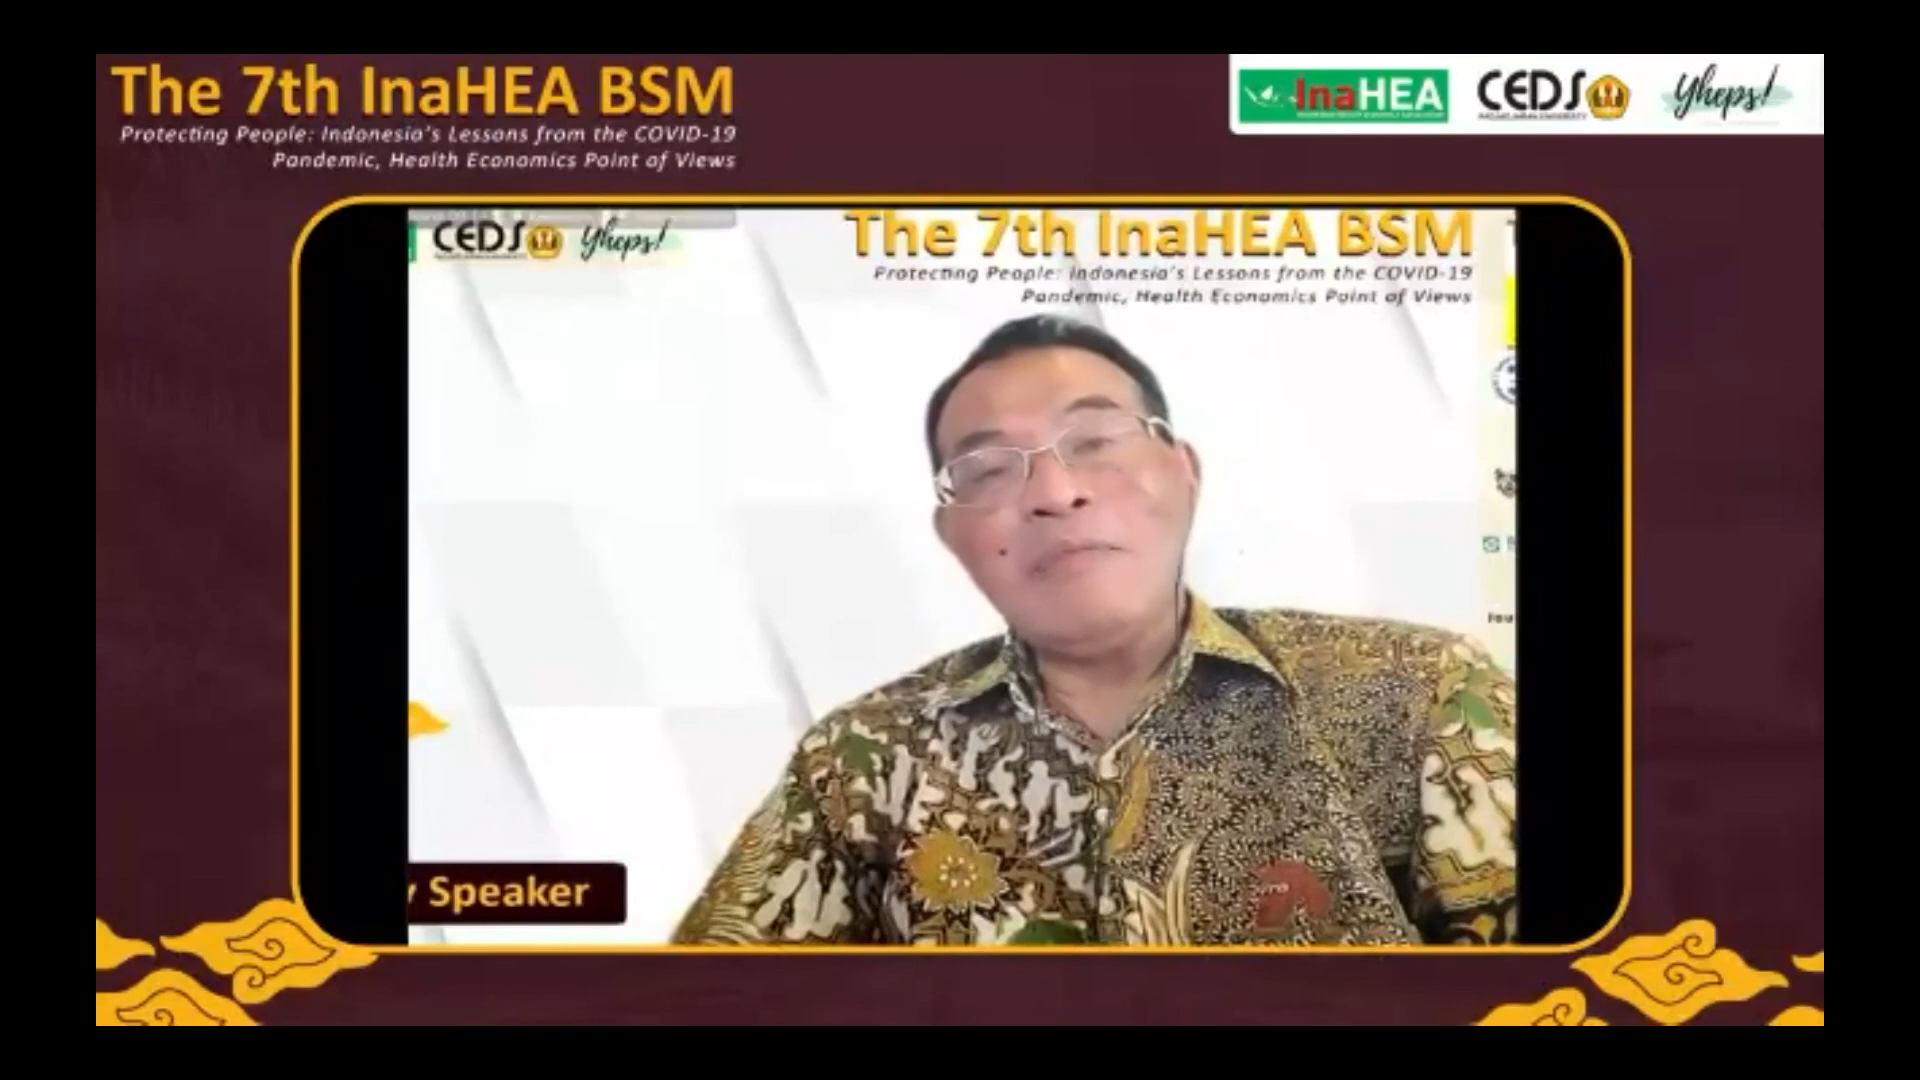 The 7th InaHEA BSM
Protecting People: Indonesia's Lessons from the COVID-19
Pandemic, Health Economics Point of Views
InaHEA
CEDS
Yheps!
CEDS
Yheps!
The 7th InaHEA BSM
Protecting People: Indonesia's Lessons from the COVID-19
Pandemic, Health Economics Point of Views
Speaker